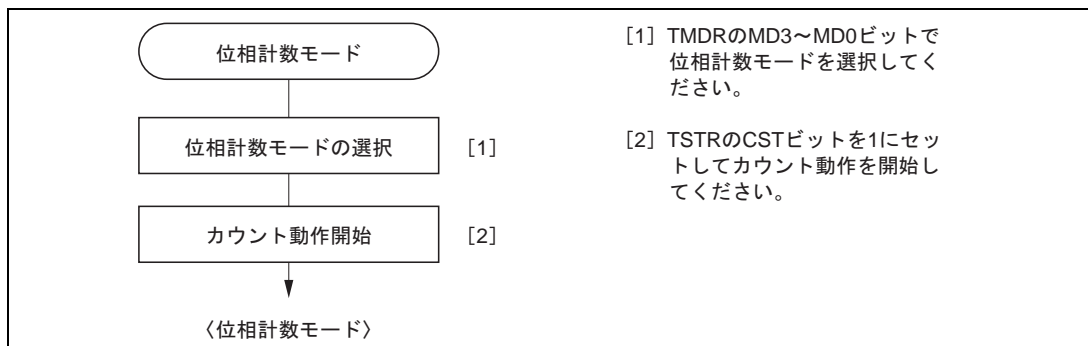 位相計数モード
位相計数モードの選択 [1]
カウント動作開始 [2]
〈位相計数モード〉
[1] TMDRのMD3～MD0ビットで
位相計数モードを選択してく
ださい。
[2] TSTRのCSTビットを1にセッ
トしてカウント動作を開始し
てください。